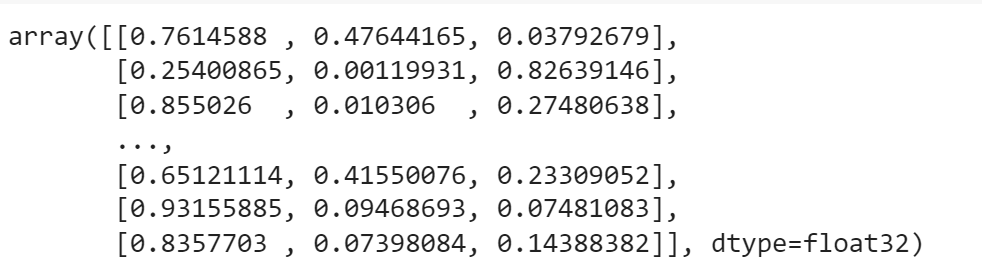 array([[0.7614588 , 0.47644165, 0.03792679],
       [0.25400865, 0.00119931, 0.82639146],
       [0.855026  , 0.010306  , 0.27480638],
       ...,
       [0.65121114, 0.41550076, 0.23309052],
       [0.93155885, 0.09468693, 0.07481083],
       [0.8357703 , 0.07398084, 0.14388382]], dtype=float32)